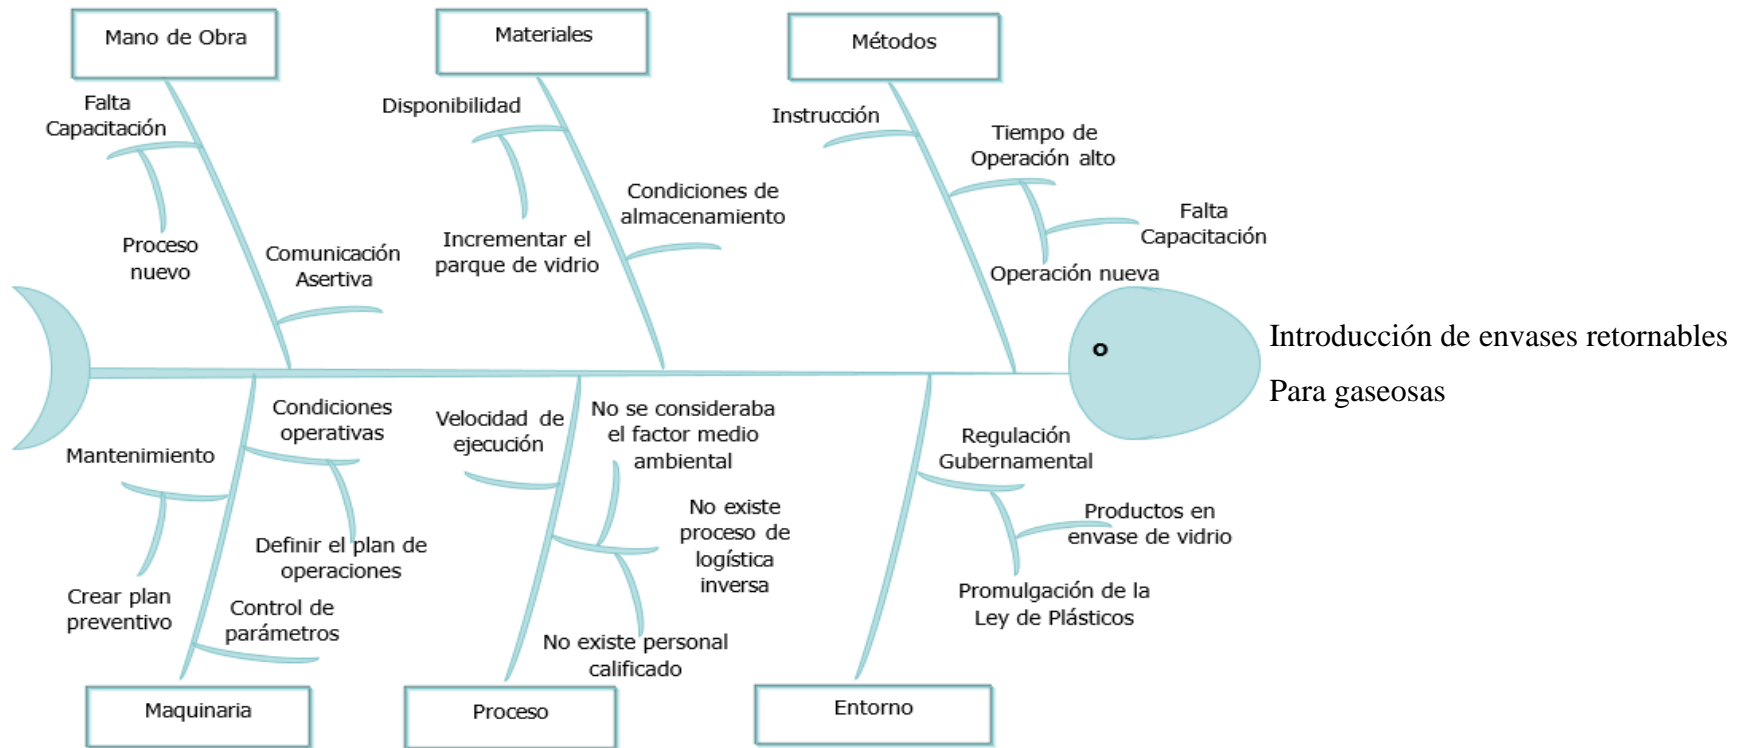 Mano de Obra
Materiales
Métodos
Falta
Capacitación
Proceso
nuevo
Comunicación
Asertiva
Disponibilidad
Incrementar el
parque de vidrio
Condiciones de
almacenamiento
Instrucción
Tiempo de
Operación alto
Falta
Capacitación
Operación nueva
o
Introducción de envases retornables
Para gaseosas
Condiciones
operativas
Mantenimiento
Definir el plan de
operaciones
Crear plan
preventivo
Control de
parámetros
Velocidad de
ejecución
No se consideraba
el factor medio
ambiental
No existe
proceso de
logística
inversa
No existe personal
calificado
Regulación
Gubernamental
Productos en
envase de vidrio
Promulgación de la
Ley de Plásticos
Maquinaria
Proceso
Entorno